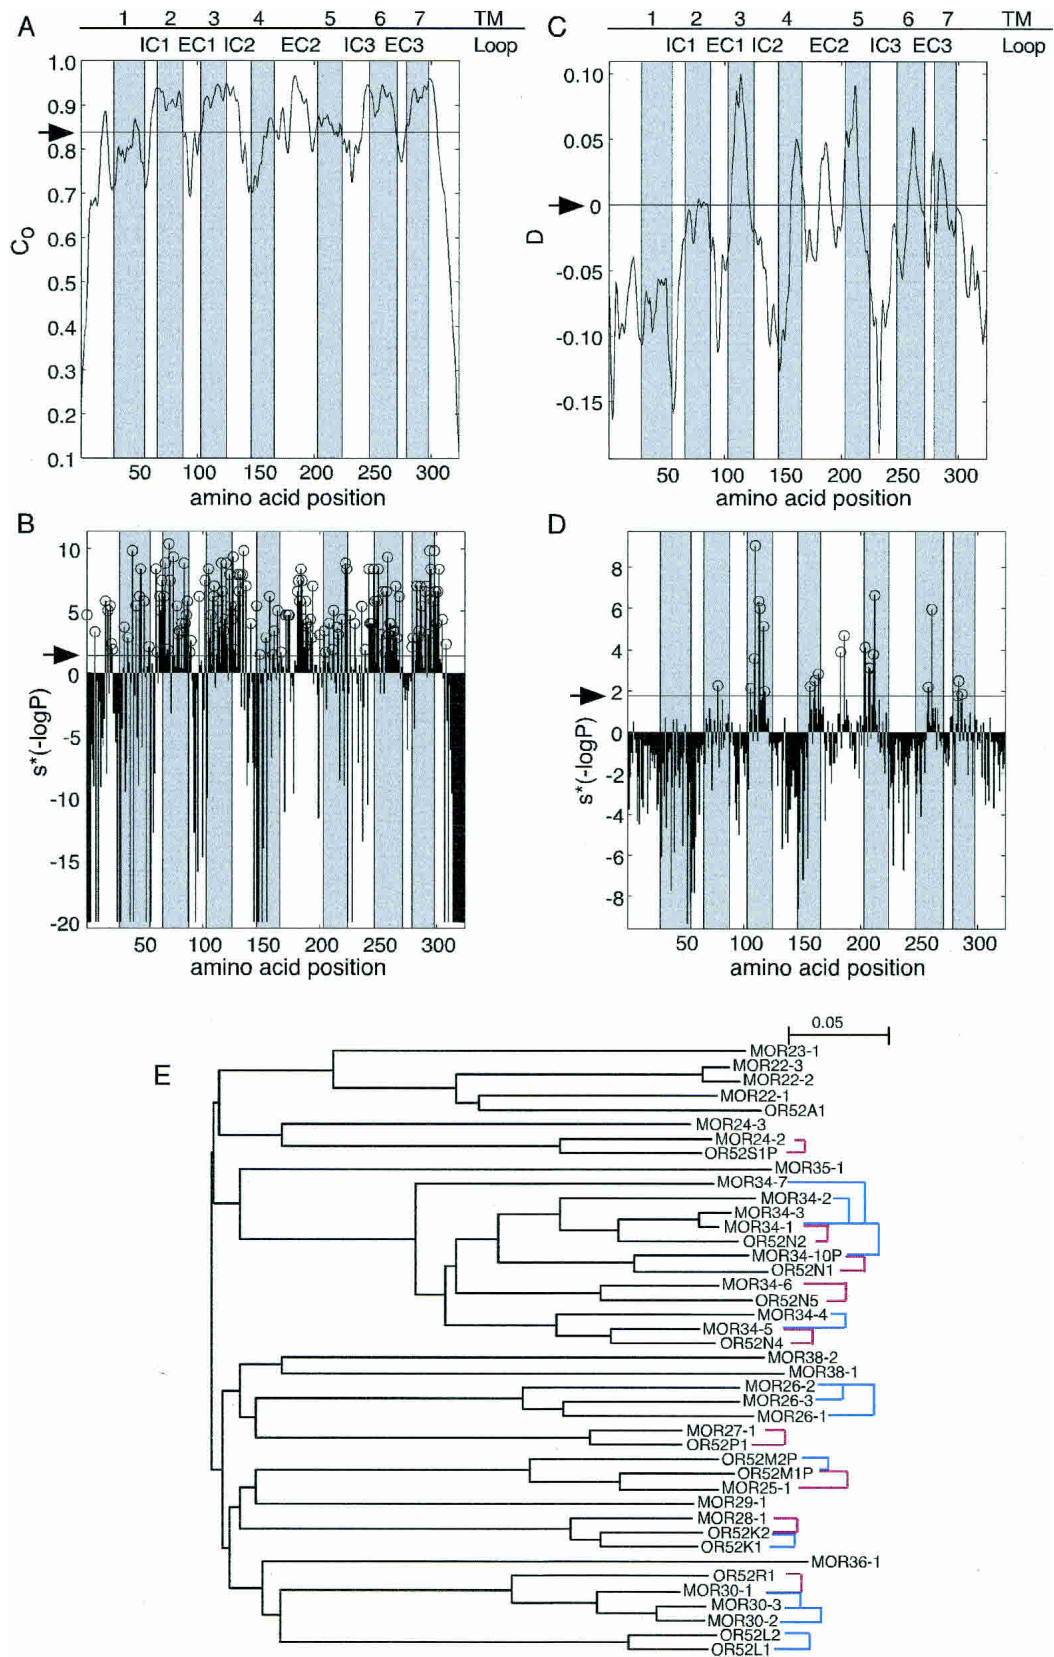 A
1 2 3 4 5 6 7 TM
IC1 EC1 IC2 EC2 IC3 EC3 Loop
1.0
0.9
0.8
0.7
0.6
0.5
0.4
0.3
0.2
0.1
C0
50 100 150 200 250 300
amino acid position
C
1 2 3 4 5 6 7 TM
IC1 EC1 IC2 EC2 IC3 EC3 Loop
0.10
0.05
0
-0.05
-0.10
-0.15
D
50 100 150 200 250 300
amino acid position
B
10
5
0
-5
-10
-15
-20
s*(-logP)
50 100 150 200 250 300
amino acid position
D
8
6
4
2
0
-2
-4
-6
-8
s*(-logP)
50 100 150 200 250 300
amino acid position
E
0.05
MOR23-1
MOR22-3
MOR22-2
MOR22-1
OR52A1
MOR24-3
MOR24-2
OR52S1P
MOR35-1
MOR34-7
MOR34-2
MOR34-3
MOR34-1
OR52N2
MOR34-10P
OR52N1
MOR34-6
OR52N5
MOR34-4
MOR34-5
OR52N4
MOR38-2
MOR38-1
MOR26-2
MOR26-3
MOR26-1
MOR27-1
OR52P1
OR52M2P
OR52M1P
MOR25-1
MOR29-1
MOR28-1
OR52K2
OR52K1
MOR36-1
OR52R1
MOR30-1
MOR30-3
MOR30-2
OR52L2
OR52L1